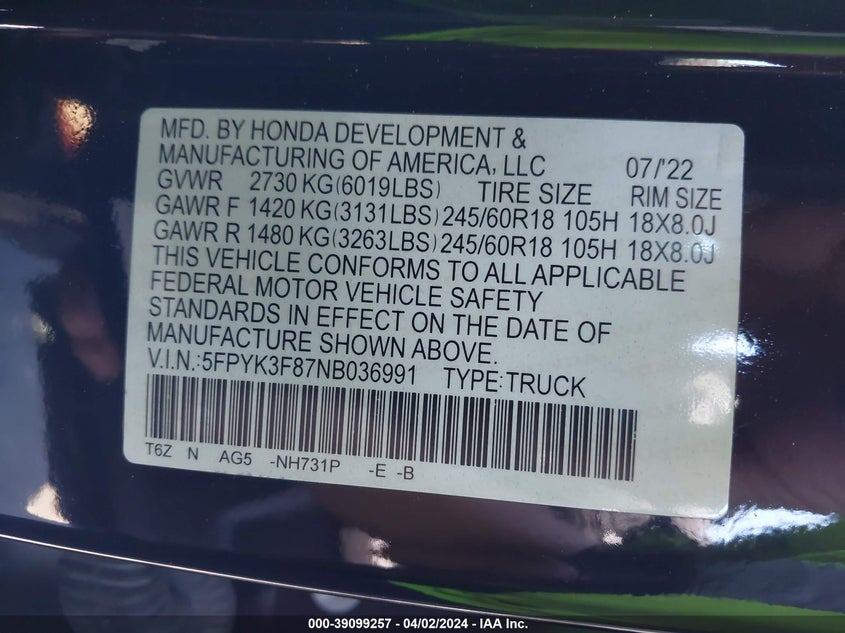 MFD. BY HONDA DEVELOPMENT &
MANUFACTURING OF AMERICA, LLC 07/'22
GVWR 2730 KG(6019LBS) TIRE SIZE RIM SIZE
GAWR F 1420 KG(3131LBS) 245/60R18 105H 18X8.0J
GAWR R 1480 KG(3263LBS) 245/60R18 105H 18X8.0J
THIS VEHICLE CONFORMS TO ALL APPLICABLE
FEDERAL MOTOR VEHICLE SAFETY
STANDARDS IN EFFECT ON THE DATE OF
MANUFACTURE SHOWN ABOVE.
V.I.N.:5FPYK3F87NB036991 TYPE:TRUCK
T6Z N AG5 -NH731P -E -B
000-39099257 - 04/02/2024 - IAA Inc.